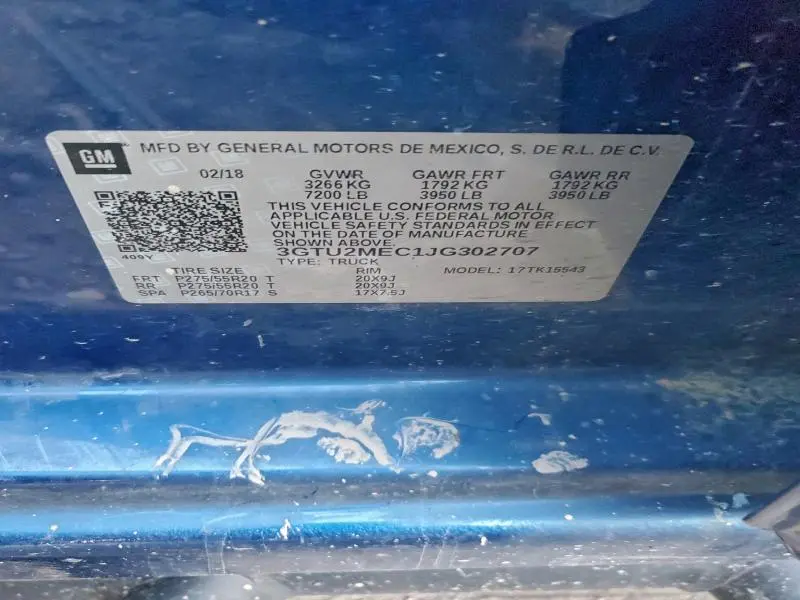 GM MFD BY GENERAL MOTORS DE MEXICO, S. DE R.L. DE C.V.
02/18 GVWR GAWR FRT GAWR RR
3266 KG 1792 KG 1792 KG
7200 LB 3950 LB 3950 LB
THIS VEHICLE CONFORMS TO ALL
APPLICABLE U.S. FEDERAL MOTOR
VEHICLE SAFETY STANDARDS IN EFFECT
ON THE DATE OF MANUFACTURE
SHOWN ABOVE.
409Y 3GTU2MEC1JG302707
TYPE: TRUCK
TIRE SIZE RIM MODEL: 17TK15543
FRT P275/55R20 T 20X9J
RR P275/55R20 T 20X9J
SPA P265/70R17 S 17X7.5J